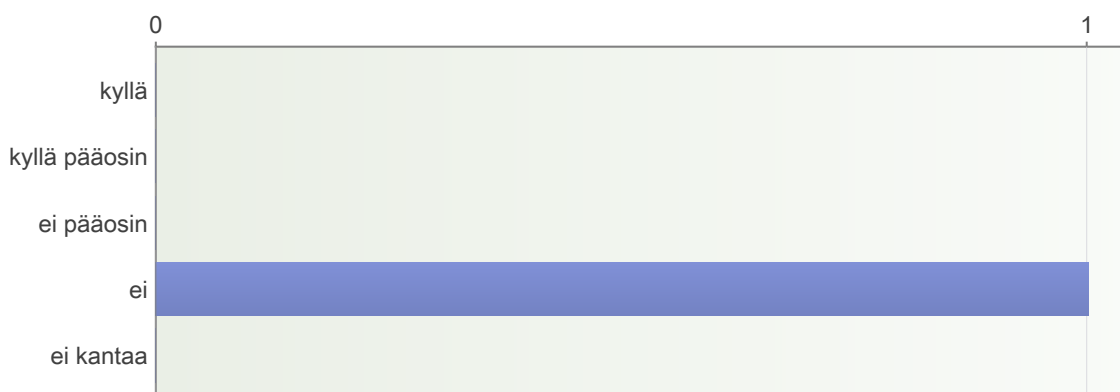 0 1
kyllä
kyllä pääosin
ei pääosin
ei
ei kantaa